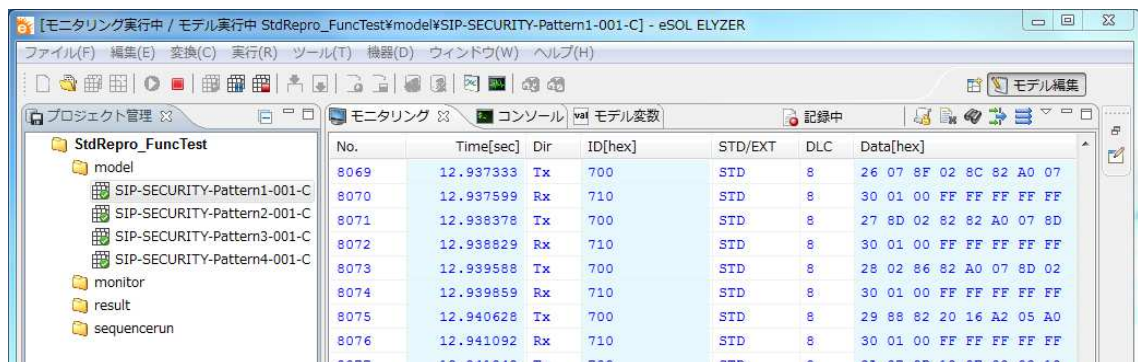 [モニタリング実行中 / モデル実行中 StdRepro_FuncTest¥model¥SIP-SECURITY-Pattern1-001-C] - eSOL ELYZER
ファイル(F) 編集(E) 変換(C) 実行(R) ツール(T) 機器(D) ウィンドウ(W) ヘルプ(H)
モデル編集
プロジェクト管理
StdRepro_FuncTest
model
SIP-SECURITY-Pattern1-001-C
SIP-SECURITY-Pattern2-001-C
SIP-SECURITY-Pattern3-001-C
SIP-SECURITY-Pattern4-001-C
monitor
result
sequencerun
モニタリング コンソール val モデル変数 記録中
No. Time[sec] Dir ID[hex] STD/EXT DLC Data[hex]
8069 12.937333 Tx 700 STD 8 26 07 8F 02 8C 82 A0 07
8070 12.937599 Rx 710 STD 8 30 01 00 FF FF FF FF FF
8071 12.938378 Tx 700 STD 8 27 8D 02 82 82 A0 07 8D
8072 12.938829 Rx 710 STD 8 30 01 00 FF FF FF FF FF
8073 12.939588 Tx 700 STD 8 28 02 86 82 A0 07 8D 02
8074 12.939859 Rx 710 STD 8 30 01 00 FF FF FF FF FF
8075 12.940628 Tx 700 STD 8 29 88 82 20 16 A2 05 A0
8076 12.941092 Rx 710 STD 8 30 01 00 FF FF FF FF FF